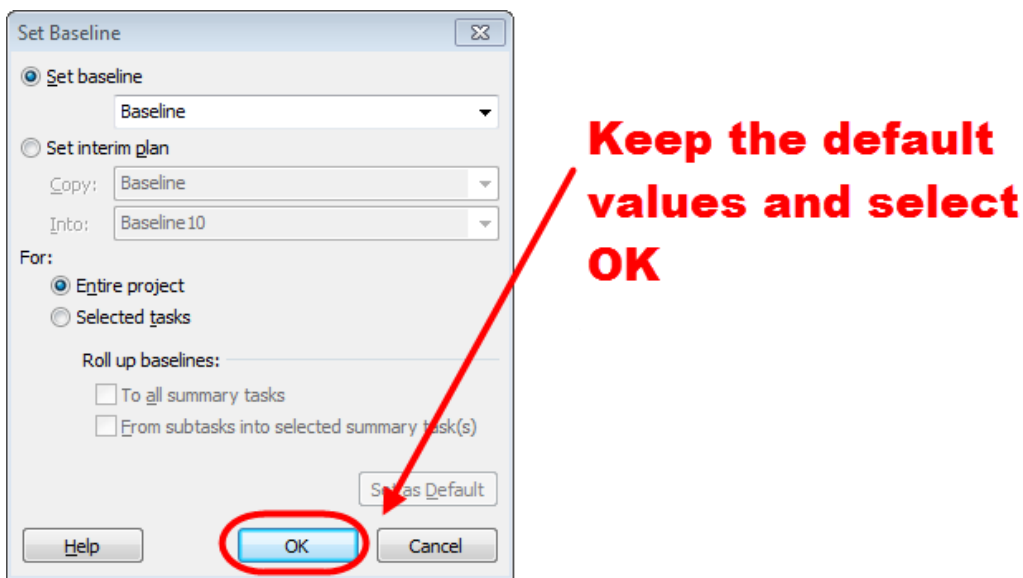 Set Baseline
Set baseline
Baseline
Set interim plan
Copy: Baseline
Into: Baseline10
For:
Entire project
Selected tasks
Roll up baselines:
To all summary tasks
From subtasks into selected summary task(s)
Set as Default
Help OK Cancel
Keep the default
values and select
OK